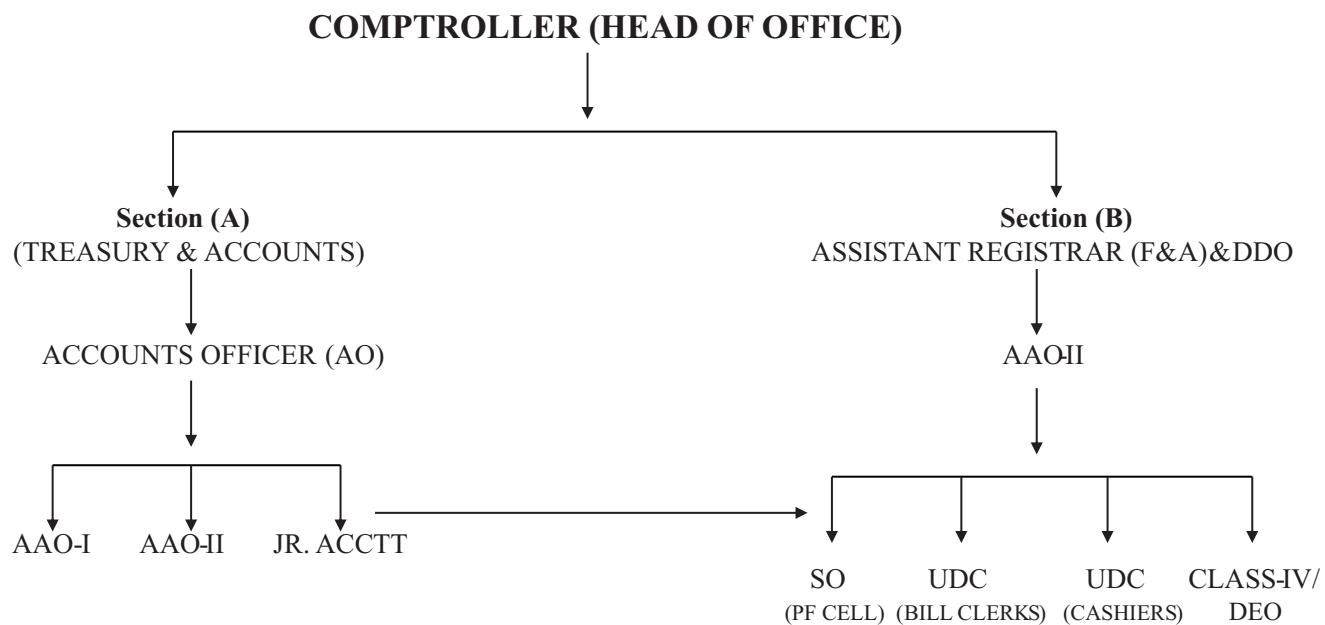 COMPTROLLER (HEAD OF OFFICE)
Section (A)
(TREASURY & ACCOUNTS)
Section (B)
ASSISTANT REGISTRAR (F&A)&DDO
ACCOUNTS OFFICER (AO)
AAO-II
AAO-I
AAO-II
JR. ACCTT
SO
(PF CELL)
UDC
(BILL CLERKS)
UDC
(CASHIERS)
CLASS-IV/
DEO